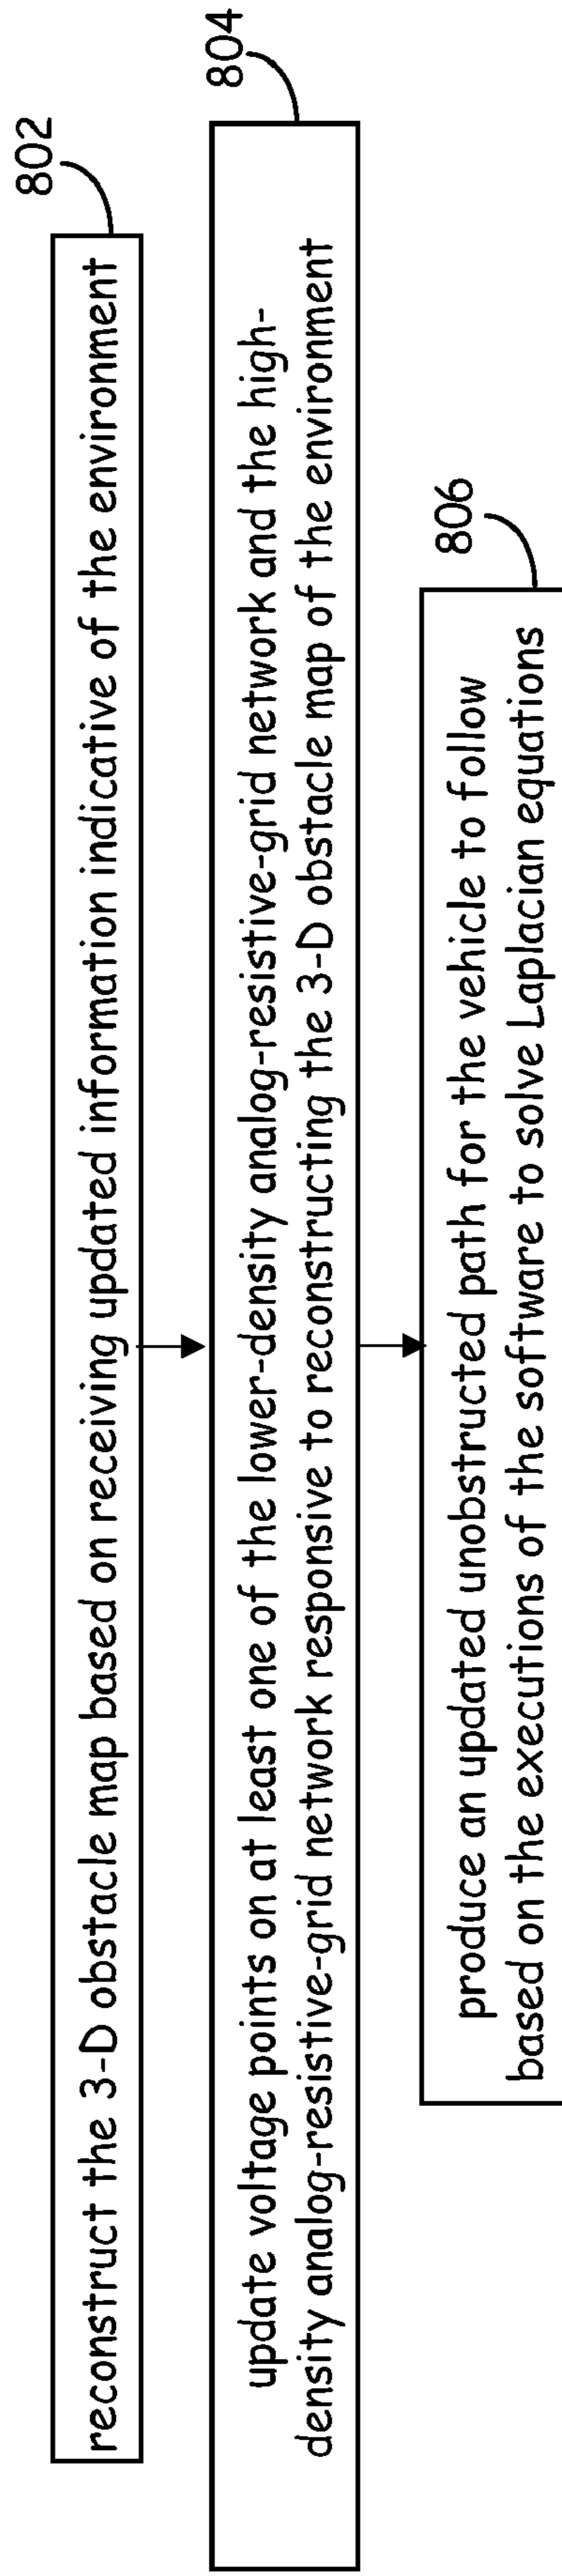 802
reconstruct the 3-D obstacle map based on receiving updated information indicative of the environment
804
update voltage points on at least one of the lower-density analog-resistive-grid network and the high-
density analog-resistive-grid network responsive to reconstructing the 3-D obstacle map of the environment
806
produce an updated unobstructed path for the vehicle to follow
based on the executions of the software to solve Laplacian equations